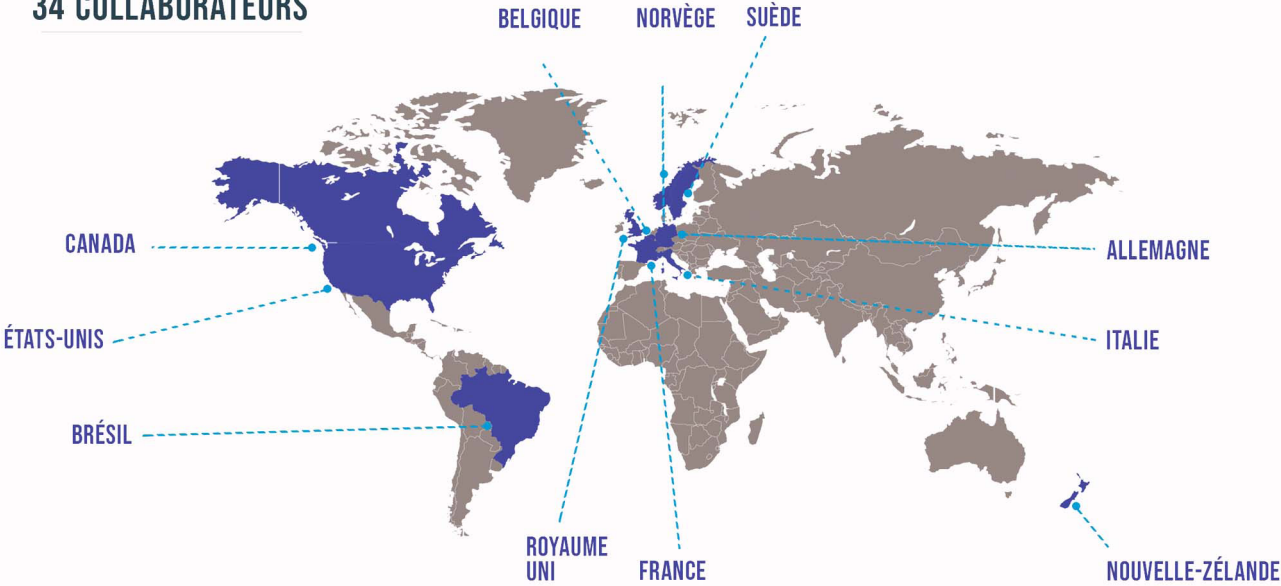 34 COLLABORATEURS
BELGIQUE
NORVÈGE
SUÈDE
CANADA
ALLEMAGNE
ÉTATS-UNIS
ITALIE
BRÉSIL
ROYAUME
UNI
FRANCE
NOUVELLE-ZÉLANDE